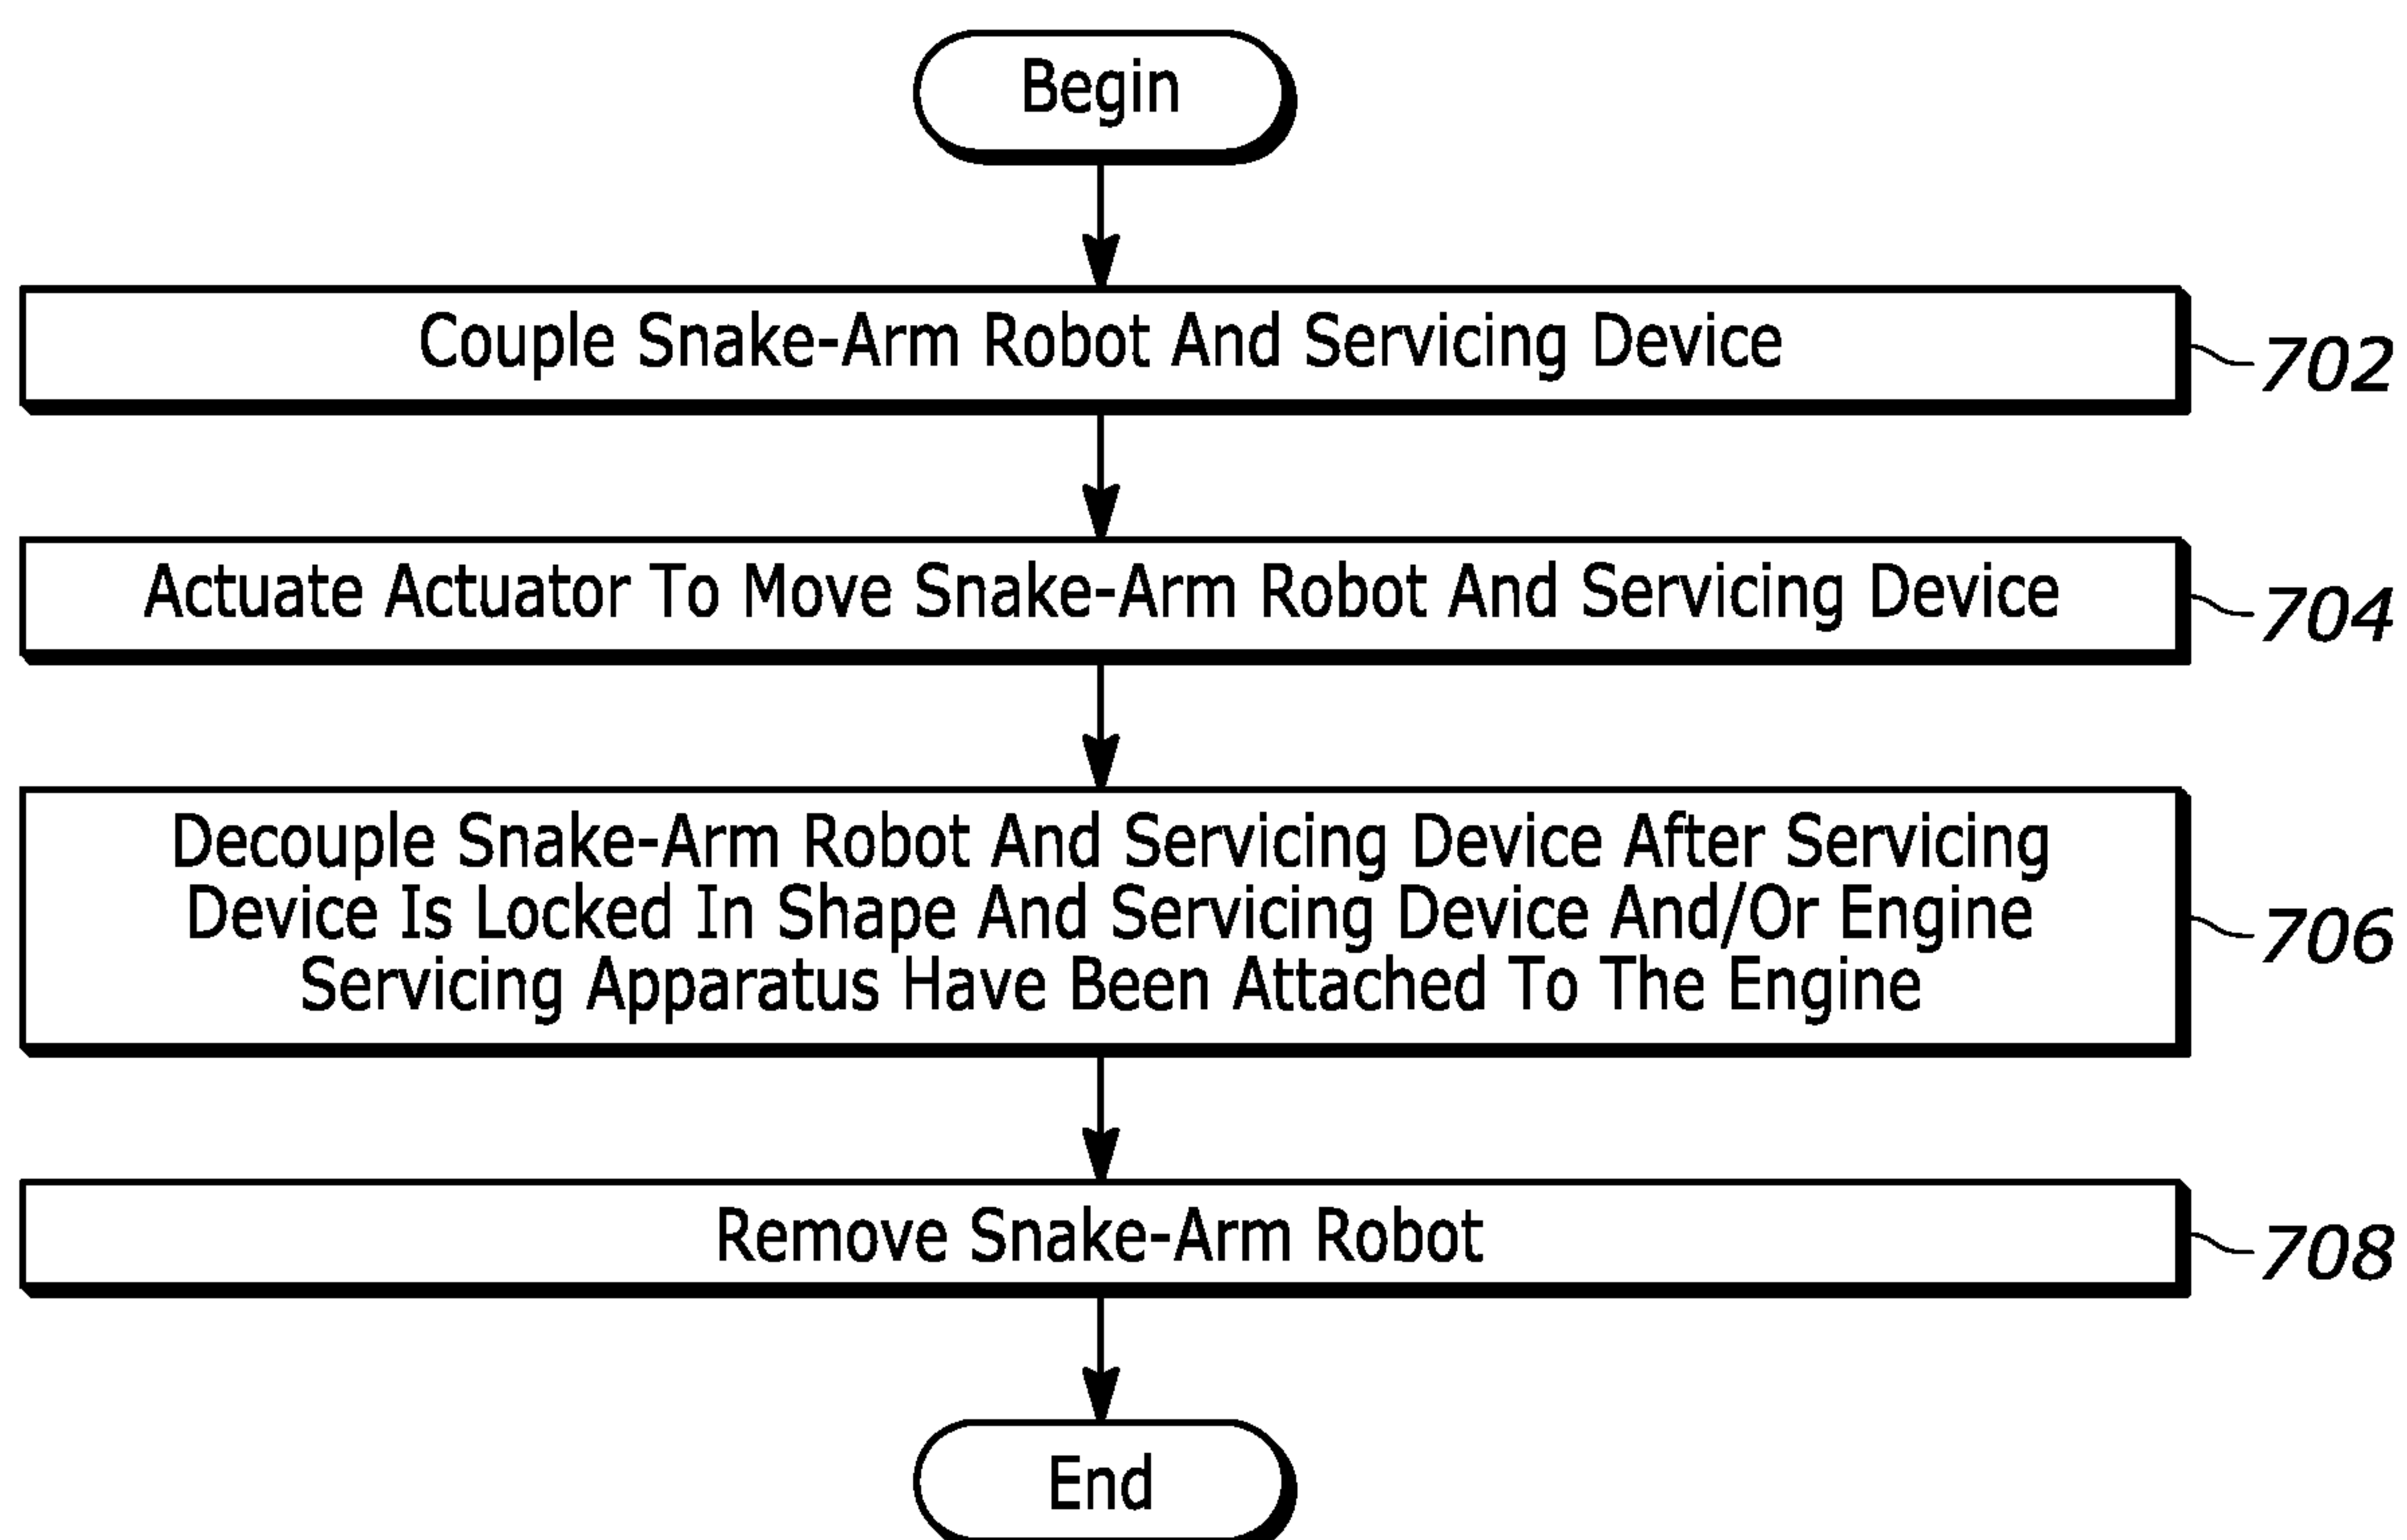 Begin
Couple Snake-Arm Robot And Servicing Device
702
Actuate Actuator To Move Snake-Arm Robot And Servicing Device
704
Decouple Snake-Arm Robot And Servicing Device After Servicing
Device Is Locked In Shape And Servicing Device And/Or Engine
Servicing Apparatus Have Been Attached To The Engine
706
Remove Snake-Arm Robot
708
End